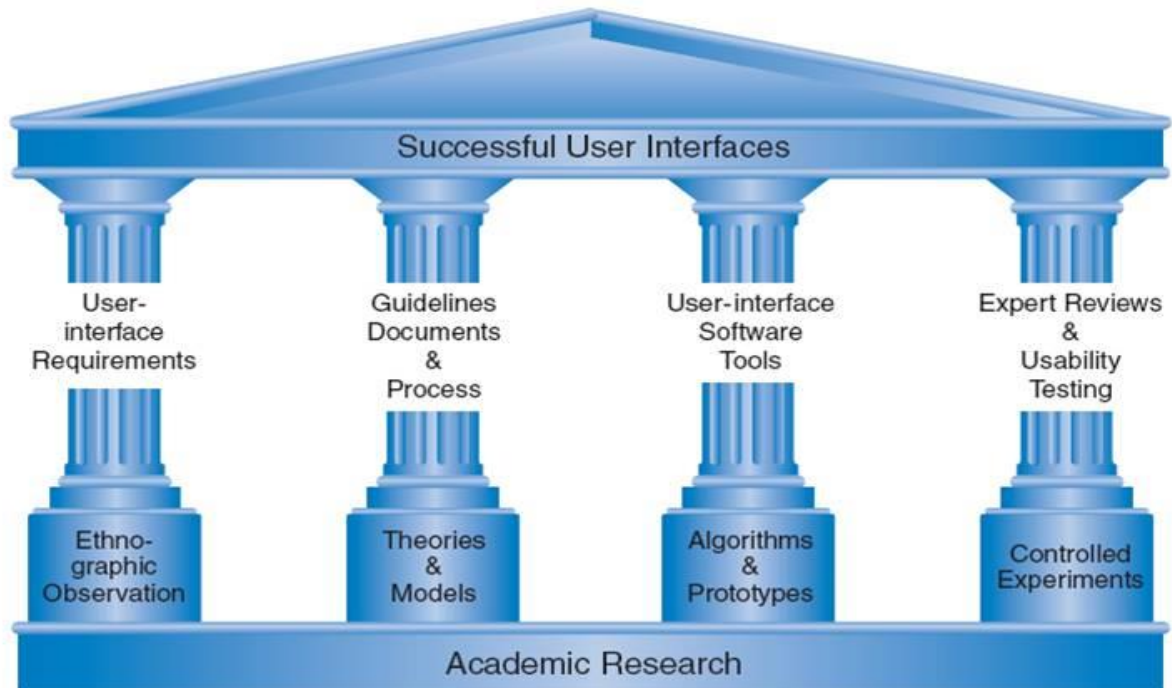 Successful User Interfaces
User-
interface
Requirements
Guidelines
Documents
&
Process
User-interface
Software
Tools
Expert Reviews
&
Usability
Testing
Ethno-
graphic
Observation
Theories
&
Models
Algorithms
&
Prototypes
Controlled
Experiments
Academic Research